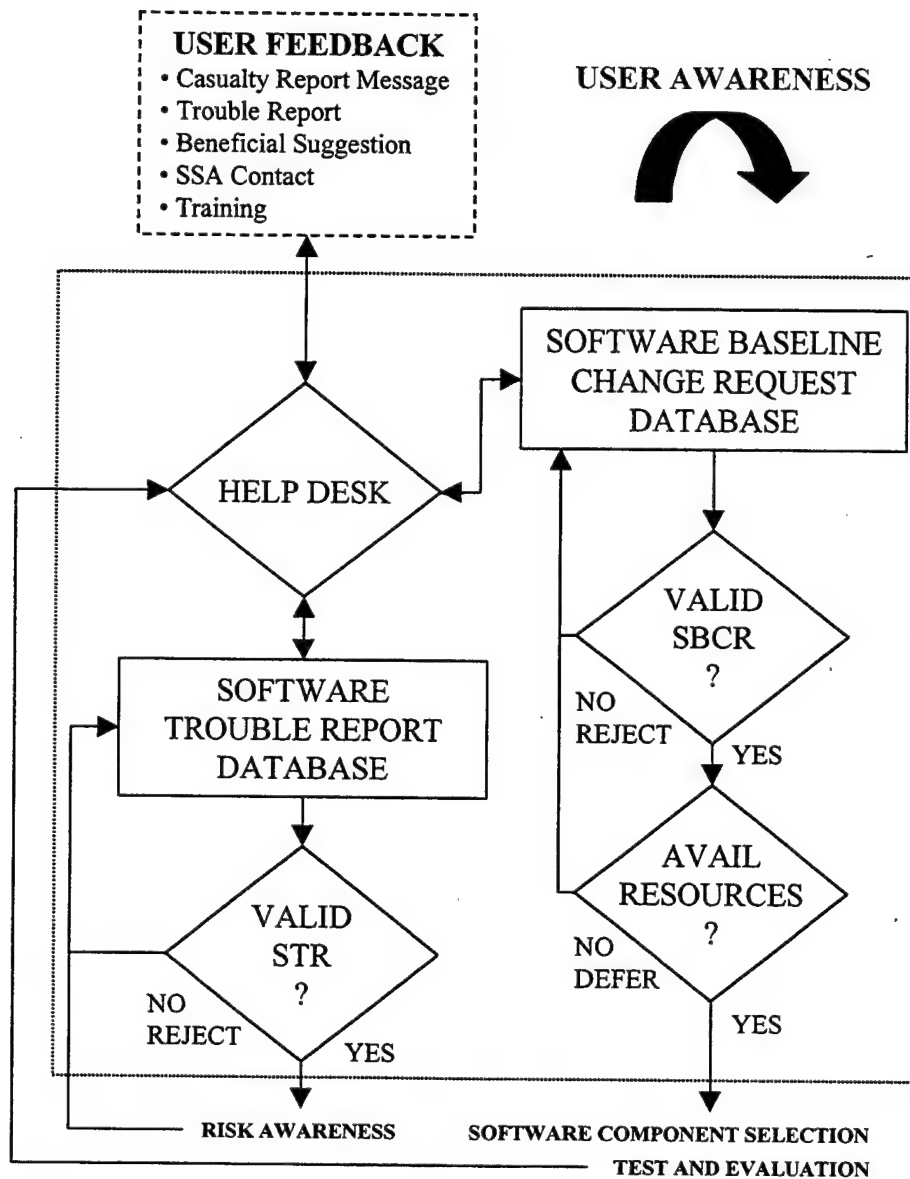 USER FEEDBACK
• Casualty Report Message
• Trouble Report
• Beneficial Suggestion
• SSA Contact
• Training
USER AWARENESS
SOFTWARE BASELINE
CHANGE REQUEST
DATABASE
HELP DESK
VALID
SBCR
?
NO
REJECT
YES
SOFTWARE
TROUBLE REPORT
DATABASE
AVAIL
RESOURCES
?
NO
DEFER
YES
VALID
STR
?
NO
REJECT
YES
RISK AWARENESS
SOFTWARE COMPONENT SELECTION
TEST AND EVALUATION